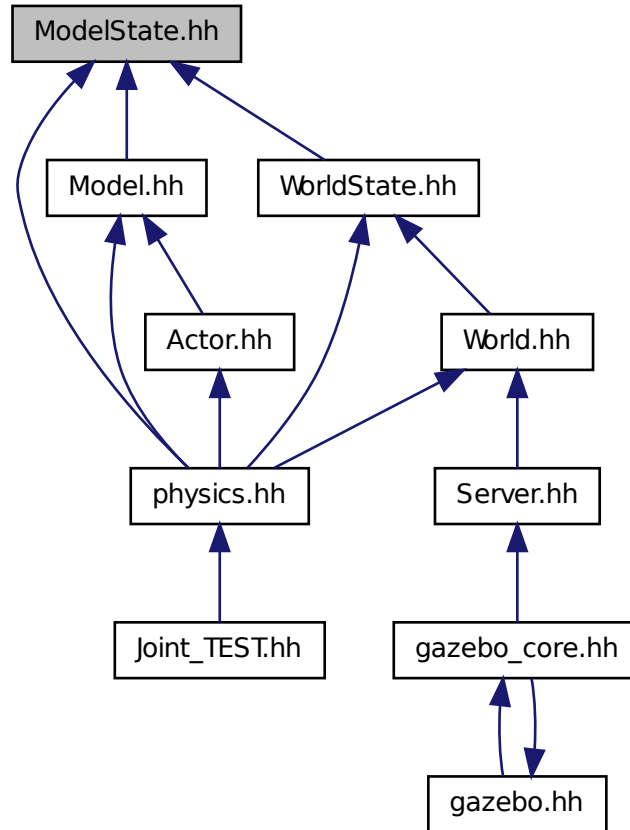 ModelState.hh
Model.hh
WorldState.hh
Actor.hh
World.hh
physics.hh
Server.hh
Joint_TEST.hh
gazebo_core.hh
gazebo.hh